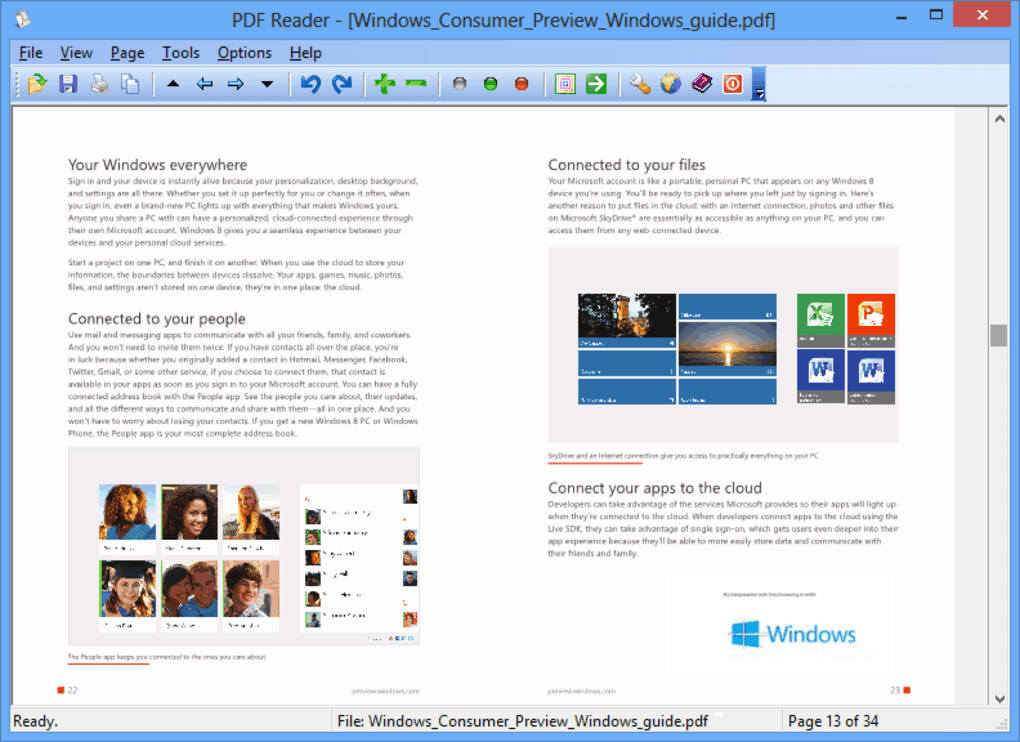 PDF Reader - [Windows_Consumer_Preview_Windows_guide.pdf]
File View Page Tools Options Help
Your Windows everywhere
Sign in and your device is instantly alive because your personalization, desktop background,
and settings are all there. Whether you set it up perfectly for you or change it often, when
you sign in, even a brand-new PC lights up with everything that makes Windows yours.
Anyone you share a PC with can have a personalized, cloud-connected experience through
their own Microsoft account. Windows 8 gives you a seamless experience between your
devices and your personal cloud services.
Start a project on one PC, and finish it on another. When you use the cloud to store your
information, the boundaries between devices dissolve. Your apps, games, music, photos,
files, and settings aren't stored on one device, they're in one place: the cloud.
Connected to your people
Use mail and messaging apps to communicate with all your friends, family, and coworkers.
And you won't need to invite them twice. If you have contacts all over the place, you're
in luck because whether you originally added a contact in Hotmail, Messenger, Facebook,
Twitter, Gmail, or some other service, if you choose to connect them, that contact is
available in your apps as soon as you sign in to your Microsoft account. You can have a fully
connected address book with the People app. See the people you care about, their updates,
and all the different ways to communicate and share with them—all in one place. And you
won't have to worry about losing your contacts. If you get a new Windows 8 PC or Windows
Phone, the People app is your most complete address book.
The People app keeps you connected to the ones you care about
22
preview.windows.com
Connected to your files
Your Microsoft account is like a portable, personal PC that appears on any Windows 8
device you're using. You'll be ready to pick up where you left just by signing in. Here's
another reason to put files in the cloud: with an Internet connection, photos and other files
on Microsoft SkyDrive® are essentially as accessible as anything on your PC, and you can
access them from any web-connected device.
SkyDrive and an Internet connection give you access to practically everything on your PC
Connect your apps to the cloud
Developers can take advantage of the services Microsoft provides so their apps will light up
when they're connected to the cloud. When developers connect apps to the cloud using the
Live SDK, they can take advantage of single sign-on, which gets users even deeper into their
app experience because they'll be able to more easily store data and communicate with
their friends and family.
Windows
preview.windows.com
23
Ready.
File: Windows_Consumer_Preview_Windows_guide.pdf
Page 13 of 34